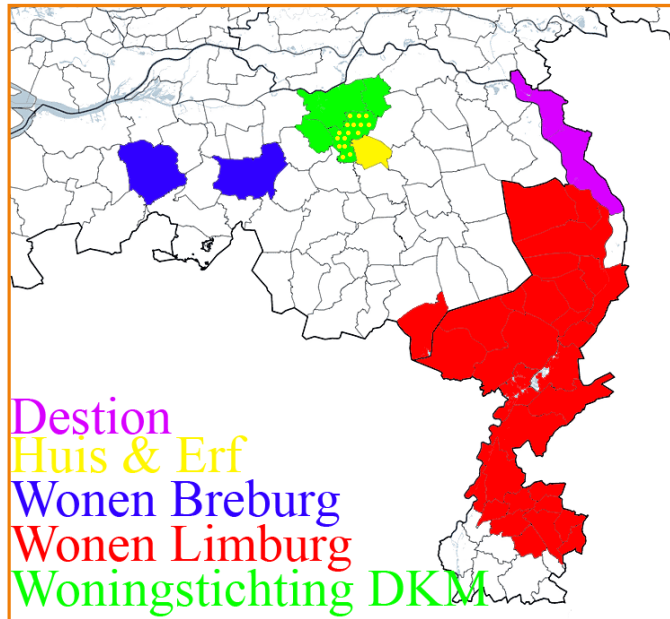 Destion
Huis & Erf
Wonen Breburg
Wonen Limburg
Woningstichting DKM